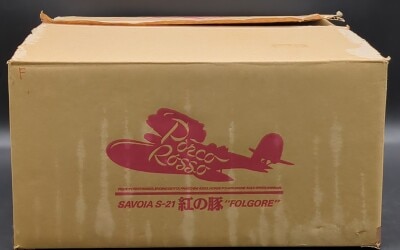 F
Porco
Rosso
SAVOIA S-21 紅の豚 "FOLGORE"